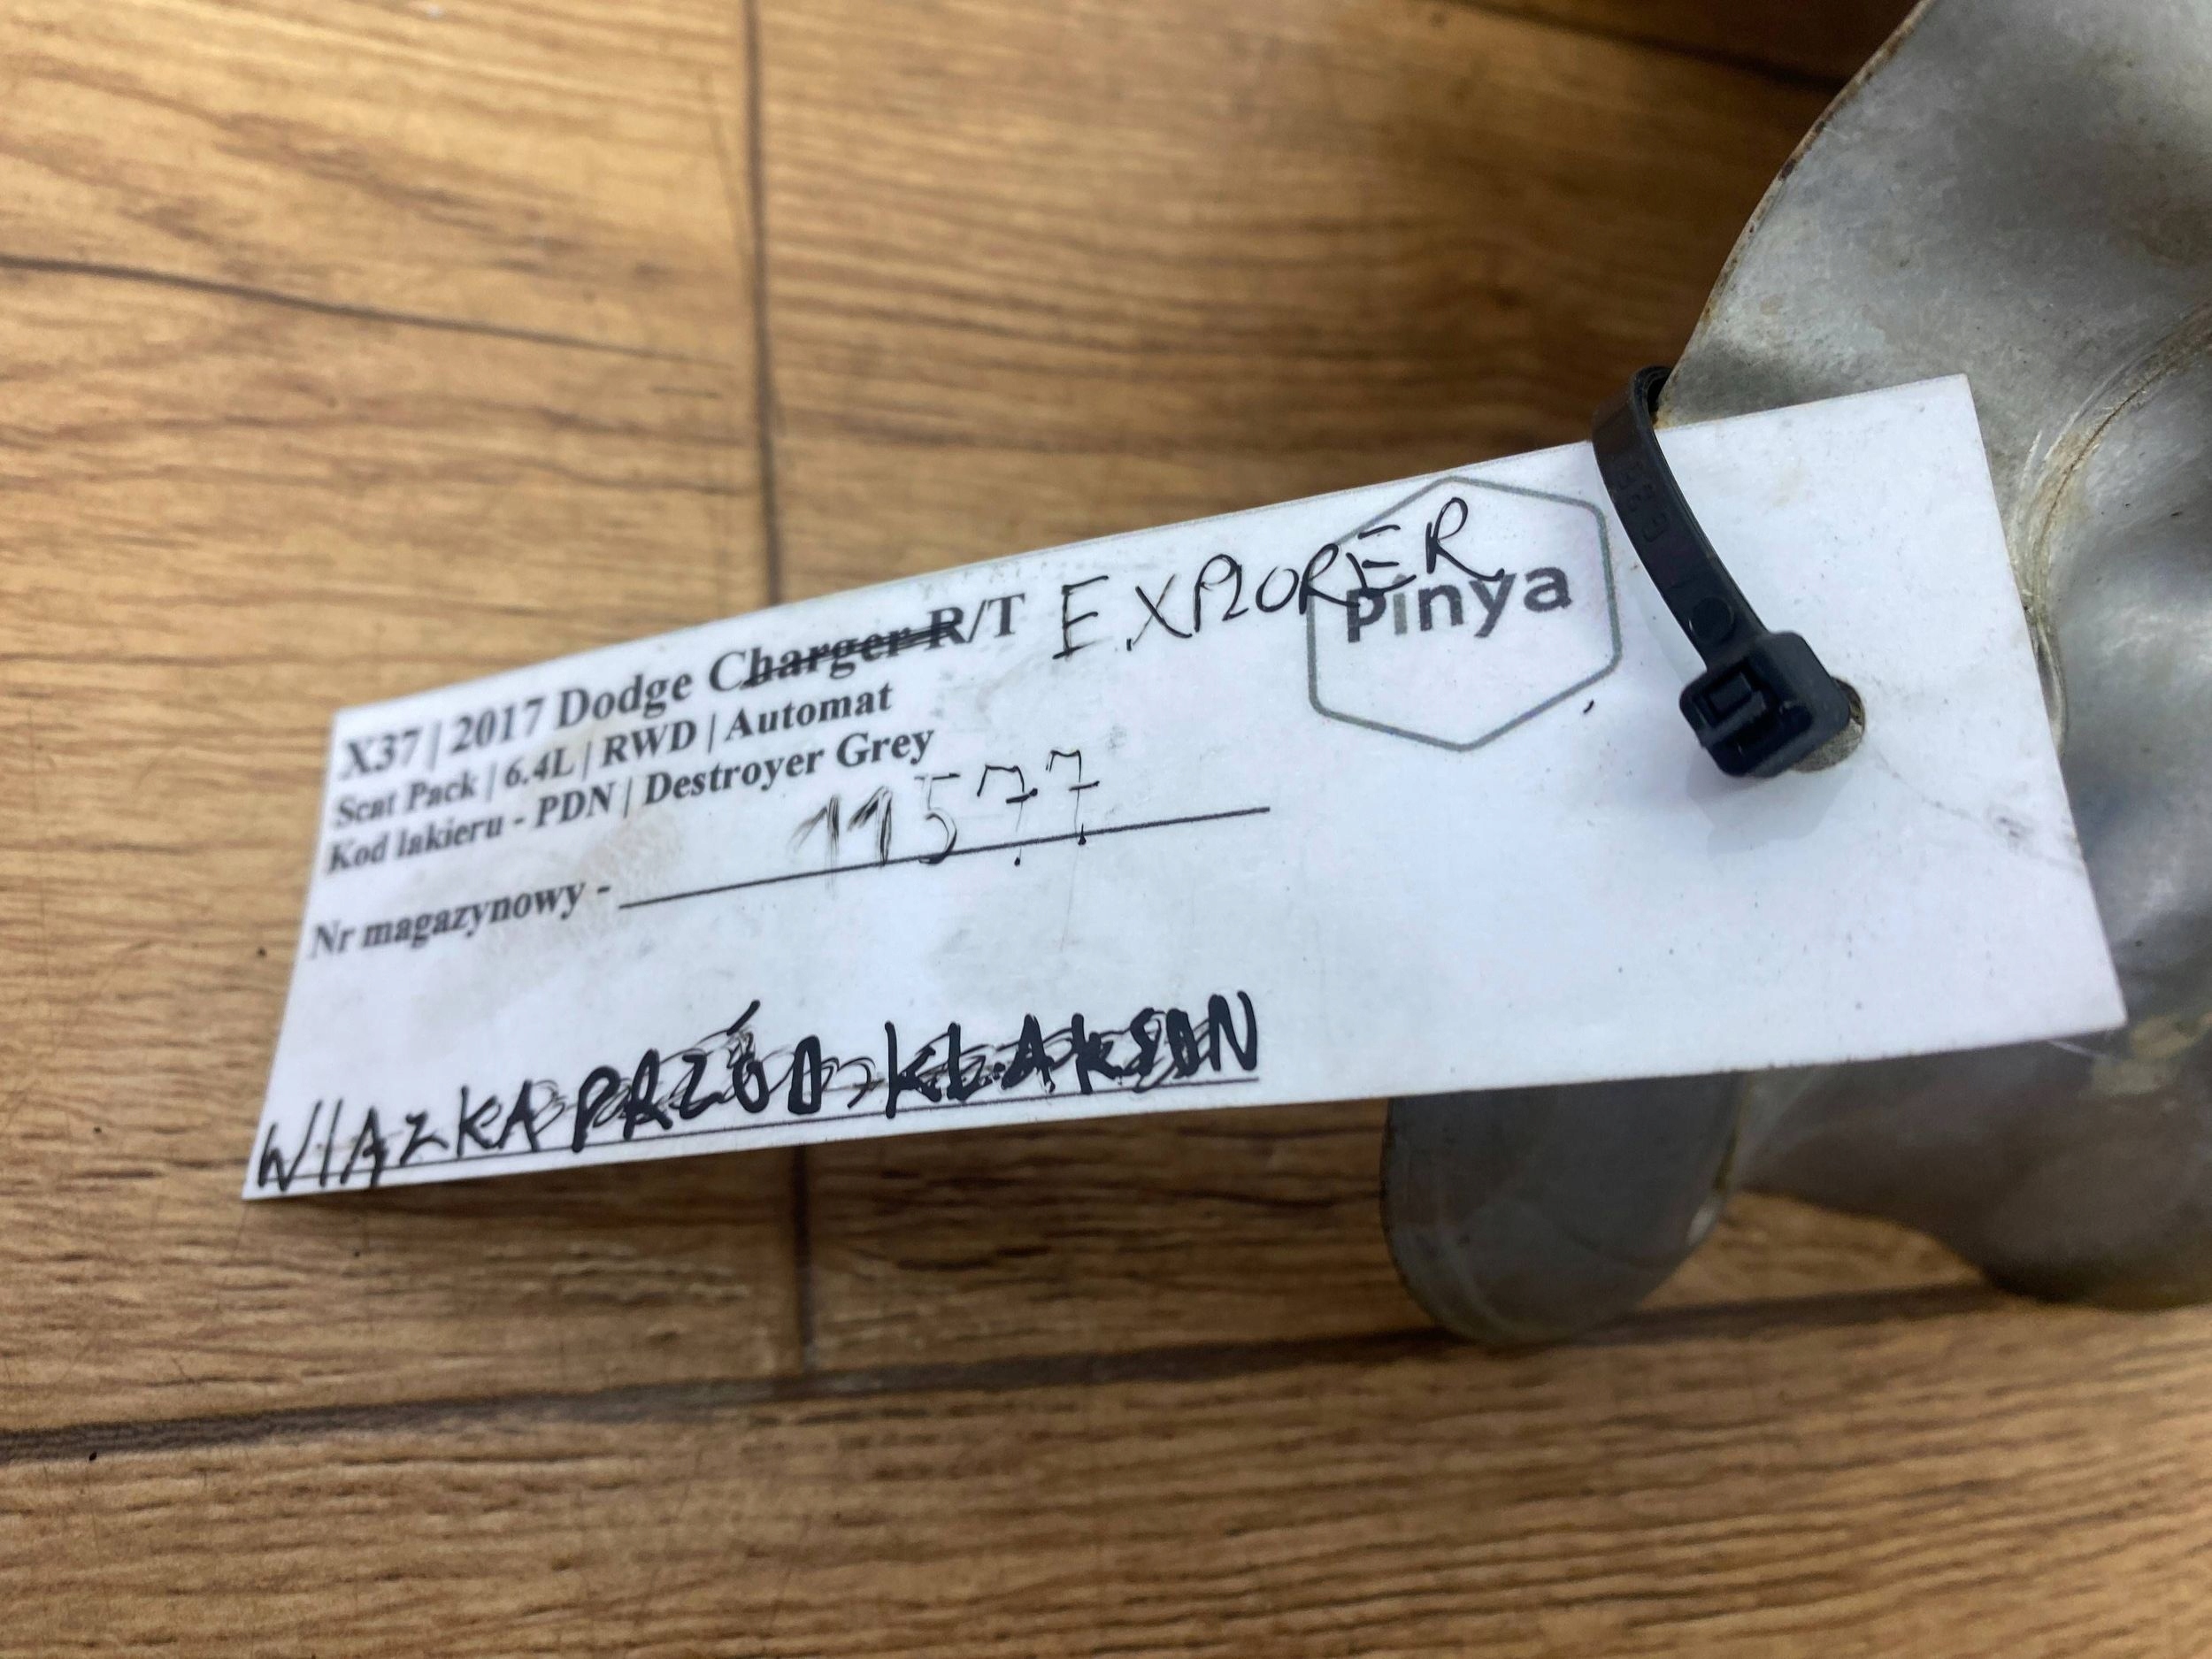 X37 | 2017 Dodge Charger R/T EXPLORER
pinya
Scat Pack | 6.4L | RWD | Automat
Kod lakieru - PDN | Destroyer Grey
Nr magazynowy - 11577
WIĄZKA PRZÓD, KLAKSON